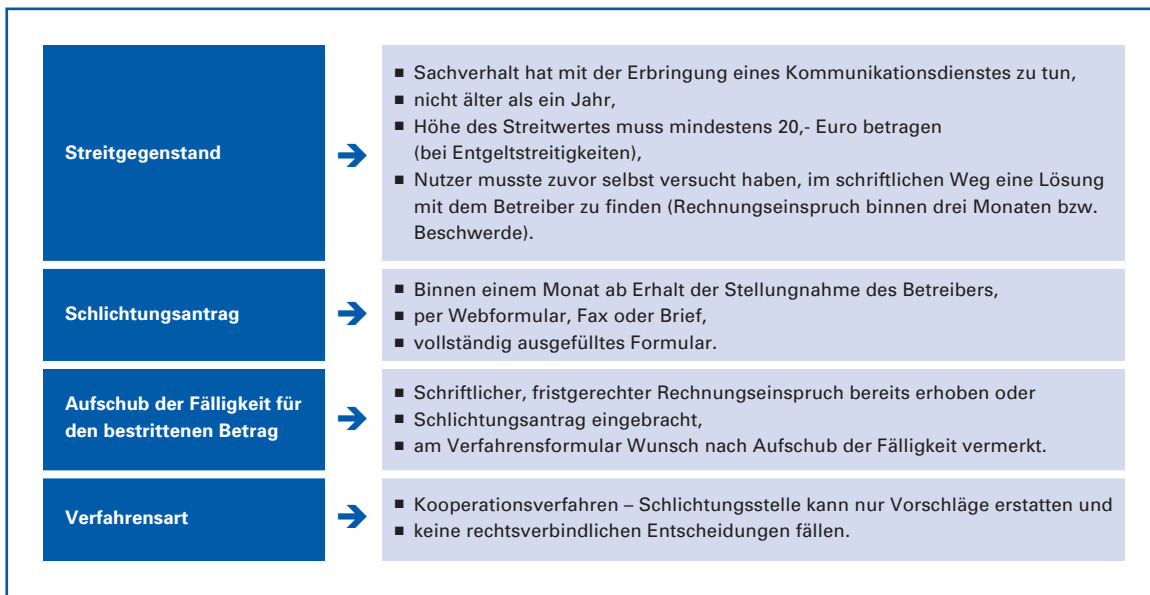 Streitgegenstand
■ Sachverhalt hat mit der Erbringung eines Kommunikationsdienstes zu tun,
■ nicht älter als ein Jahr,
■ Höhe des Streitwertes muss mindestens 20,- Euro betragen
(bei Entgeltstreitigkeiten),
■ Nutzer musste zuvor selbst versucht haben, im schriftlichen Weg eine Lösung
mit dem Betreiber zu finden (Rechnungseinspruch binnen drei Monaten bzw.
Beschwerde).
Schlichtungsantrag
■ Binnen einem Monat ab Erhalt der Stellungnahme des Betreibers,
■ per Webformular, Fax oder Brief,
■ vollständig ausgefülltes Formular.
Aufschub der Fälligkeit für
den bestrittenen Betrag
■ Schriftlicher, fristgerechter Rechnungseinspruch bereits erhoben oder
■ Schlichtungsantrag eingebracht,
■ am Verfahrensformular Wunsch nach Aufschub der Fälligkeit vermerkt.
Verfahrensart
■ Kooperationsverfahren – Schlichtungsstelle kann nur Vorschläge erstatten und
■ keine rechtsverbindlichen Entscheidungen fällen.